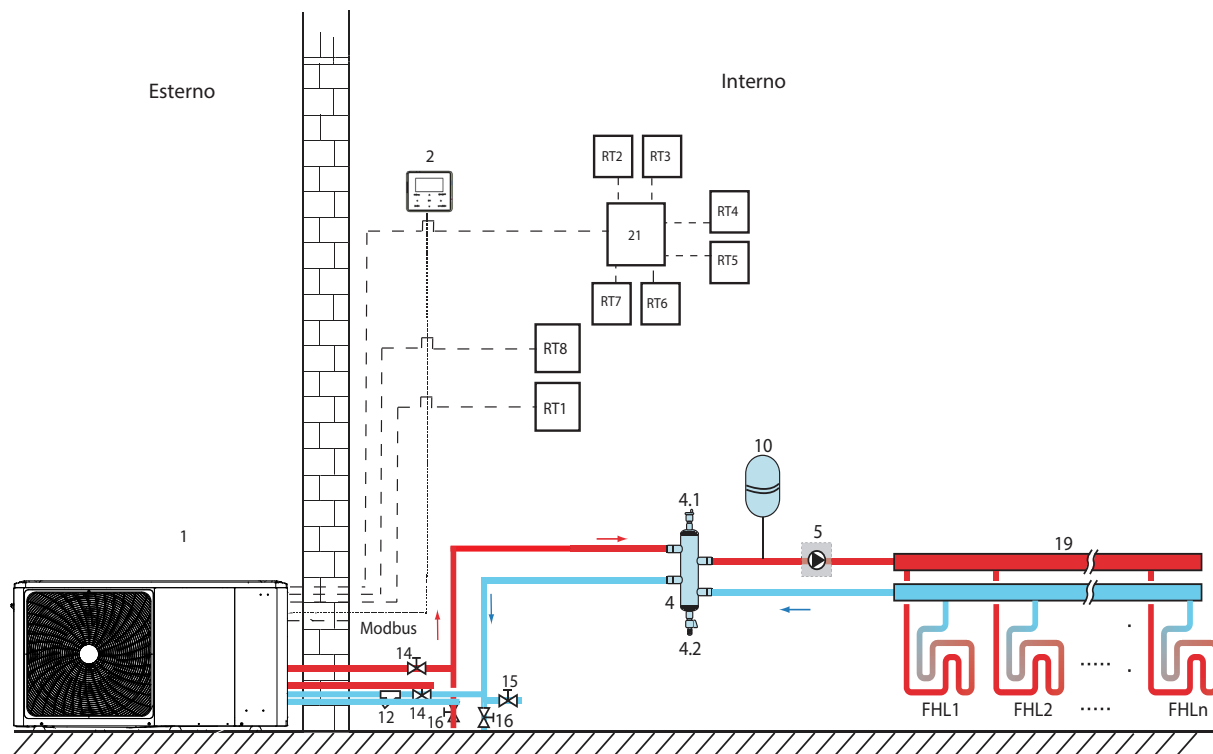 Esterno
Interno
2
RT2
RT3
RT4
21
RT5
RT7
RT6
RT8
RT1
10
4.1
1
5
19
4
Modbus
4.2
14
15
12
14
16
16
FHL1
FHL2
.....
FHLn